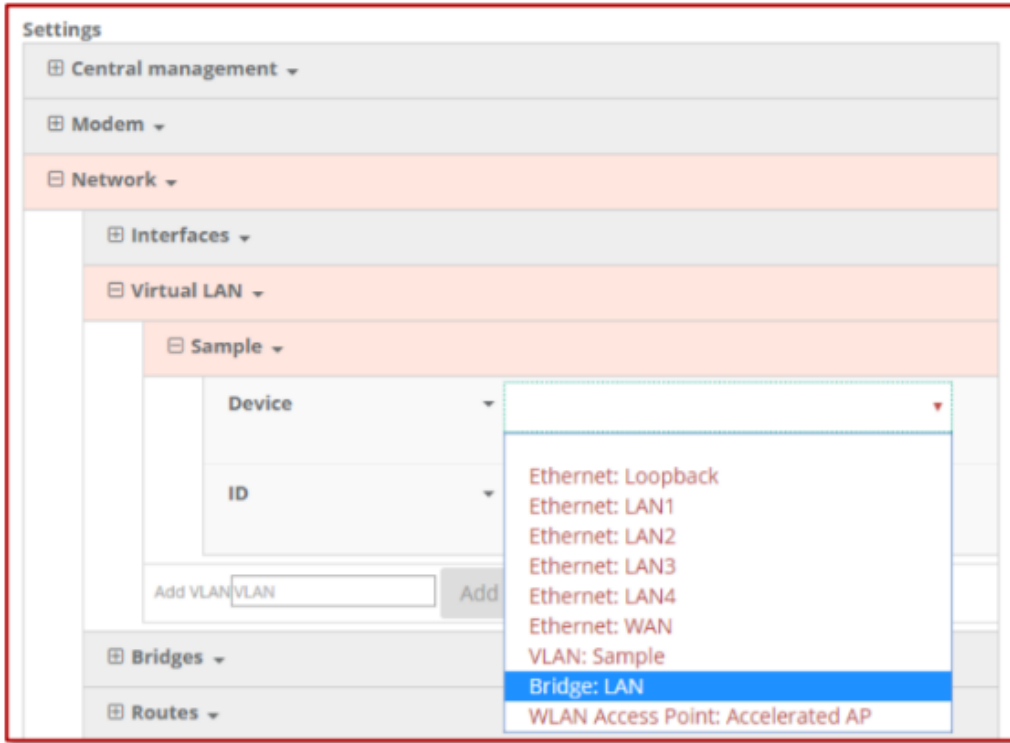 Settings
Central management
Modem
Network
Interfaces
Virtual LAN
Sample
Device
ID
Ethernet: Loopback
Ethernet: LAN1
Ethernet: LAN2
Ethernet: LAN3
Ethernet: LAN4
Ethernet: WAN
VLAN: Sample
Bridge: LAN
WLAN Access Point: Accelerated AP
Add VLAN VLAN Add
Bridges
Routes